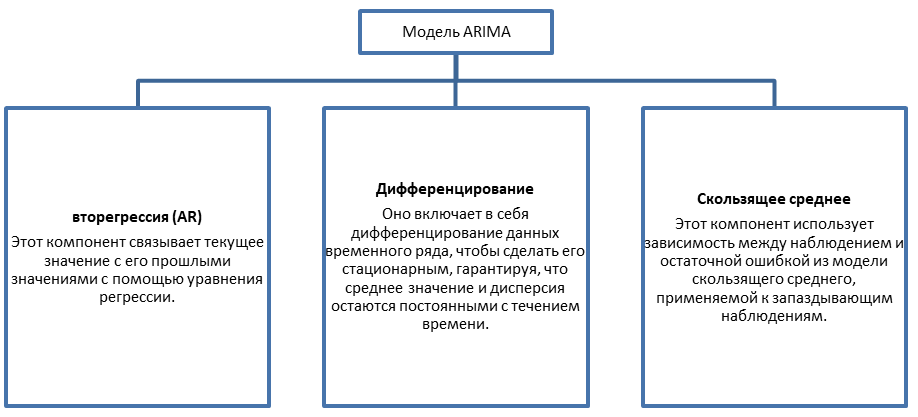 Модель ARIMA
вторегрессия (AR)
Этот компонент связывает текущее
значение с его прошлыми
значениями с помощью уравнения
регрессии.
Дифференцирование
Оно включает в себя
дифференцирование данных
временного ряда, чтобы сделать его
стационарным, гарантируя, что
среднее значение и дисперсия
остаются постоянными с течением
времени.
Скользящее среднее
Этот компонент использует
зависимость между наблюдением и
остаточной ошибкой из модели
скользящего среднего,
применяемой к запаздывающим
наблюдениям.